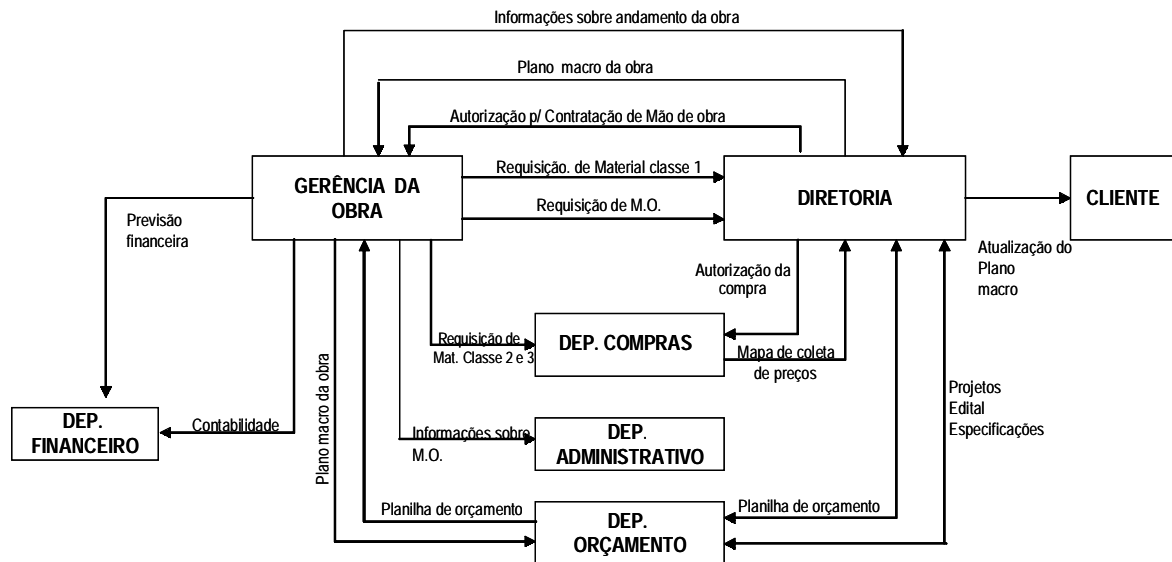 Informações sobre andamento da obra
Plano macro da obra
Autorização p/ Contratação de Mão de obra
GERÊNCIA DA
OBRA
Requisição. de Material classe 1
Requisição de M.O.
DIRETORIA
CLIENTE
Previsão
financeira
Atualização do
Plano
macro
Autorização da
compra
Requisição de
Mat. Classe 2 e 3
DEP. COMPRAS
Mapa de coleta
de preços
Plano macro da obra
Projetos
Edital
Especificações
DEP.
FINANCEIRO
Contabilidade
Informações sobre
M.O.
DEP.
ADMINISTRATIVO
Planilha de orçamento
DEP.
ORÇAMENTO
Planilha de orçamento